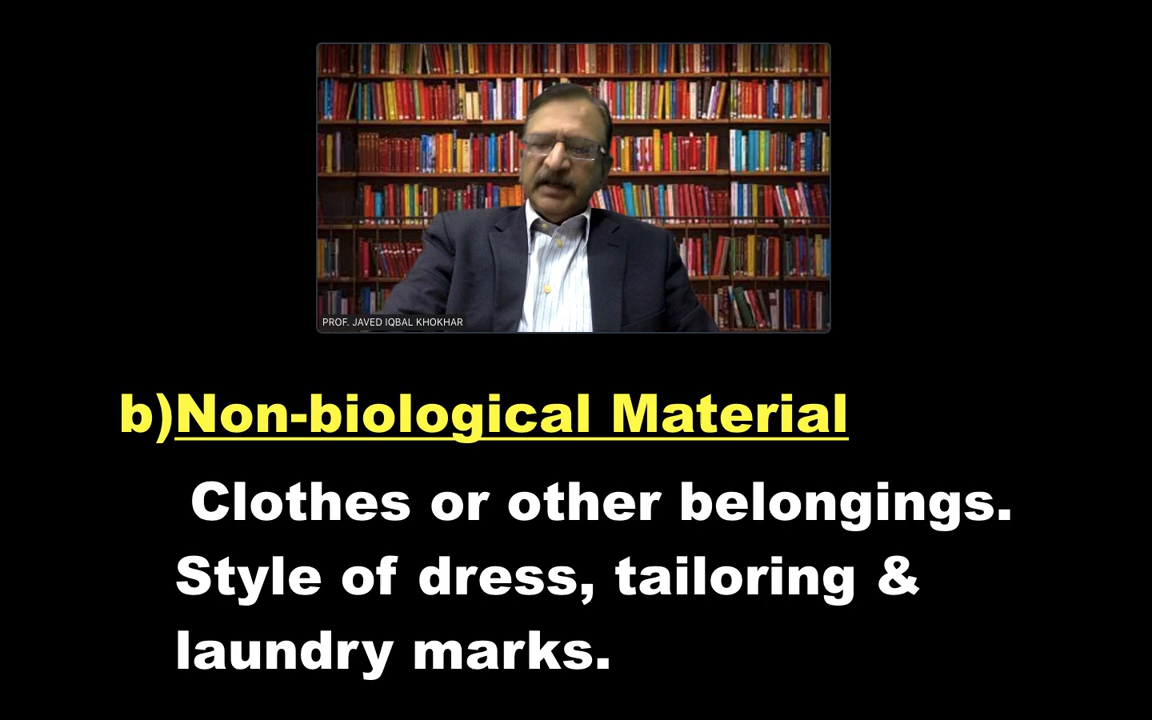 PROF. JAVED IQBAL KHOKHAR
b)Non-biological Material
Clothes or other belongings.
Style of dress, tailoring &
laundry marks.